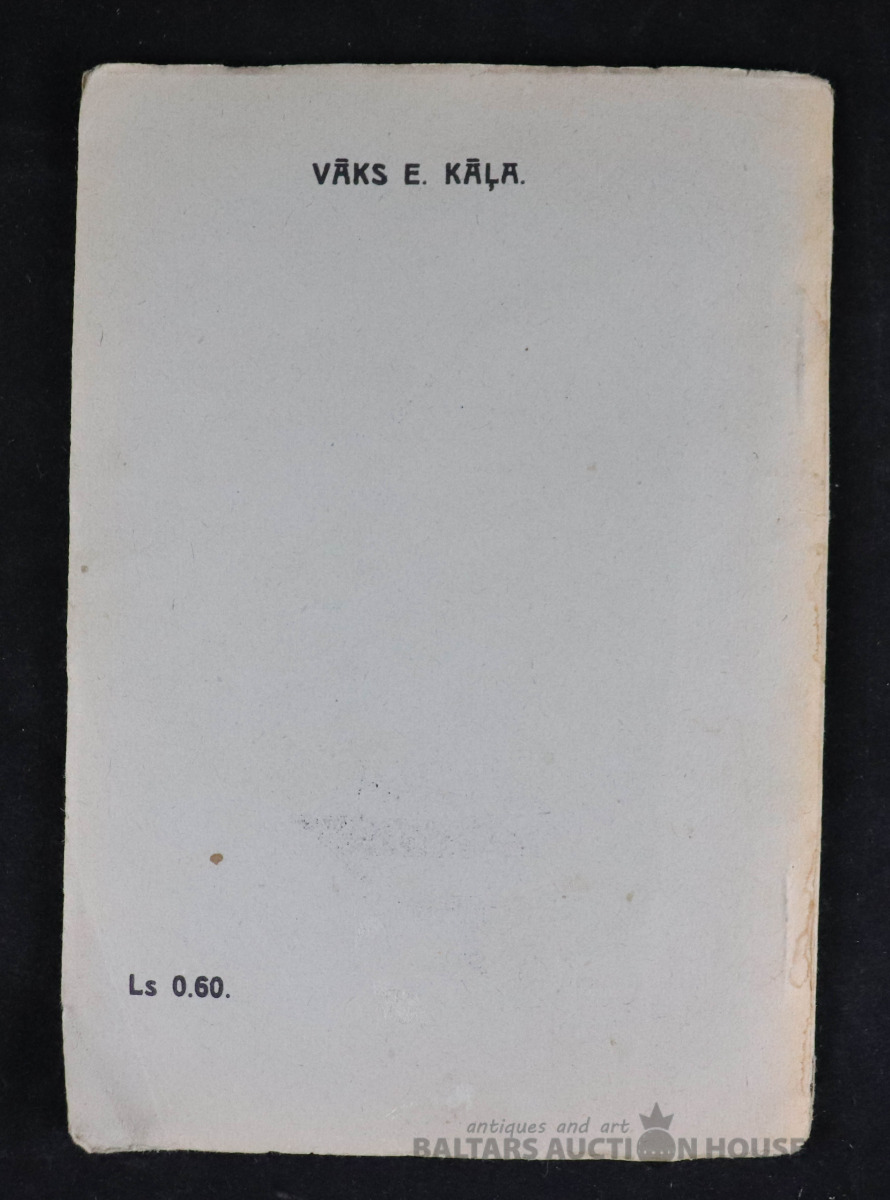 VĀKS E. KĀĻA.
Ls 0.60.
antiques and art
BALTARS AUCTION HOUSE